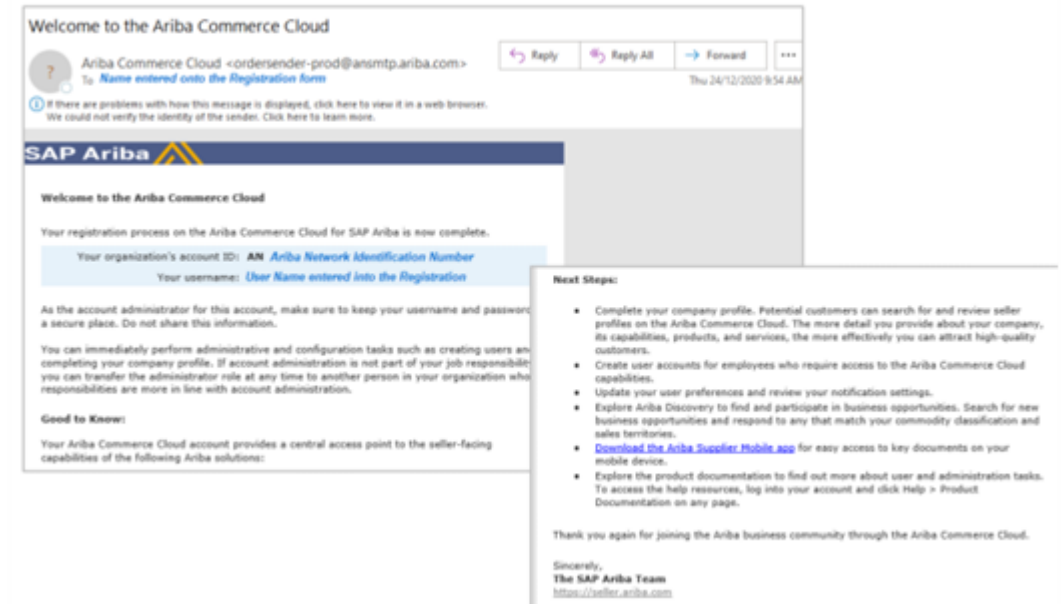 Welcome to the Ariba Commerce Cloud
Ariba Commerce Cloud <ordersender-prod@ansmtp.ariba.com>
To Name entered onto the Registration form
Reply
Reply All
Forward
Thu 24/12/2020 9:54 AM
If there are problems with how this message is displayed, click here to view it in a web browser.
We could not verify the identity of the sender. Click here to learn more.
SAP Ariba
Welcome to the Ariba Commerce Cloud
Your registration process on the Ariba Commerce Cloud for SAP Ariba is now complete.
Your organization's account ID: AN Ariba Network Identification Number
Your username: User Name entered into the Registration
As the account administrator for this account, make sure to keep your username and password
a secure place. Do not share this information.
You can immediately perform administrative and configuration tasks such as creating users an
completing your company profile. If account administration is not part of your job responsibilit
you can transfer the administrator role at any time to another person in your organization who
responsibilities are more in line with account administration.
Good to Know:
Your Ariba Commerce Cloud account provides a central access point to the seller-facing
capabilities of the following Ariba solutions:
Next Steps:
• Complete your company profile. Potential customers can search for and review seller
profiles on the Ariba Commerce Cloud. The more detail you provide about your company,
its capabilities, products, and services, the more effectively you can attract high-quality
customers.
• Create user accounts for employees who require access to the Ariba Commerce Cloud
capabilities.
• Update your user preferences and review your notification settings.
• Explore Ariba Discovery to find and participate in business opportunities. Search for new
business opportunities and respond to any that match your commodity classification and
sales territories.
• Download the Ariba Supplier Mobile app for easy access to key documents on your
mobile device.
• Explore the product documentation to find out more about user and administration tasks.
To access the help resources, log into your account and click Help > Product
Documentation on any page.
Thank you again for joining the Ariba business community through the Ariba Commerce Cloud.
Sincerely,
The SAP Ariba Team
https://seller.ariba.com